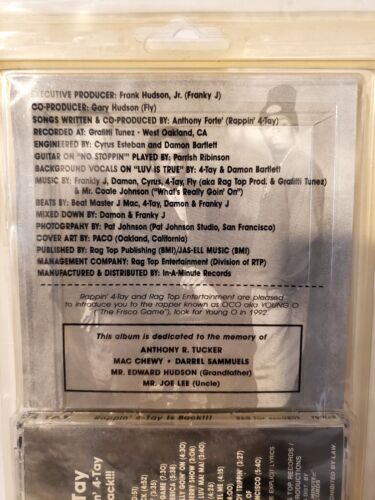 EXECUTIVE PRODUCER: Frank Hudson, Jr. (Franky J)
CO-PRODUCER: Gary Hudson (Fly)
SONGS WRITTEN & CO-PRODUCED BY: Anthony Forte' (Rappin' 4-Tay)
RECORDED AT: Grafitti Tunez - West Oakland, CA
ENGINEERED BY: Cyrus Esteban and Damon Bartlett
GUITAR ON "NO STOPPIN'" PLAYED BY: Parrish Ribinson
BACKGROUND VOCALS ON "LUV IS TRUE" BY: 4-Tay & Damon Bartlett
MUSIC BY: Frankly J, Damon, Cyrus, 4-Tay, Fly (aka Rag Top Prod. & Grafitti Tunez)
& Mr. Coale Johnson ("What's Really Goin' On")
BEATS BY: Beat Master J Mac, 4-Tay, Damon & Franky J
MIXED DOWN BY: Damon & Franky J
PHOTOGRPAHY BY: Pat Johnson (Pat Johnson Studio, San Francisco)
COVER ART BY: PACO (Oakland, California)
PUBLISHED BY: Rag Top Publishing (BMI)/JAS-ELL MUSIC (BMI)
MANAGEMENT COMPANY: Rag Top Entertainment (Division of RTP)
MANUFACTURED & DISTRIBUTED BY: In-A-Minute Records
Rappin' 4-Tay and Rag Top Entertainment are pleased
to introduce you to the rapper known as OCO aka YOUNG O
("The Frisco Game"), look for Young O in 1992.
This album is dedicated to the memory of
ANTHONY R. TUCKER
MAC CHEWY • DARREL SAMMUELS
MR. EDWARD HUDSON (Grandfather)
MR. JOE LEE (Uncle)
Rappin' 4-Tay Is Back!!!